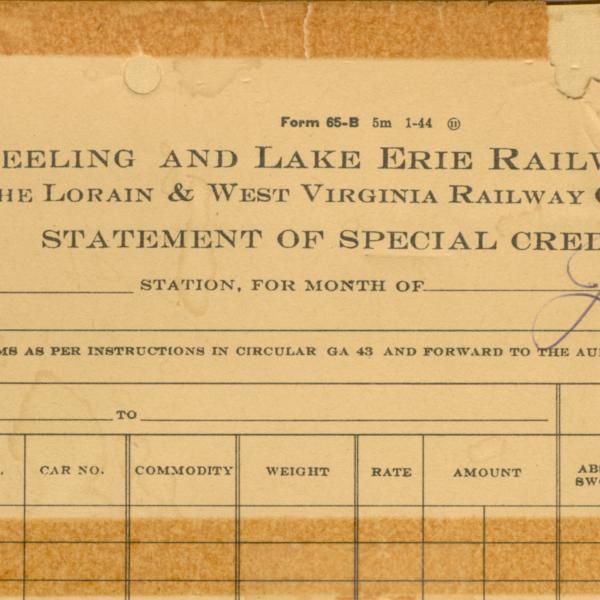 Form 65-B 5m 1-44 ⑪
EELING AND LAKE ERIE RAILW
HE LORAIN & WEST VIRGINIA RAILWAY C
STATEMENT OF SPECIAL CRED
STATION, FOR MONTH OF
MS AS PER INSTRUCTIONS IN CIRCULAR GA 43 AND FORWARD TO THE AU
TO
CAR NO. COMMODITY WEIGHT RATE AMOUNT AB
SW